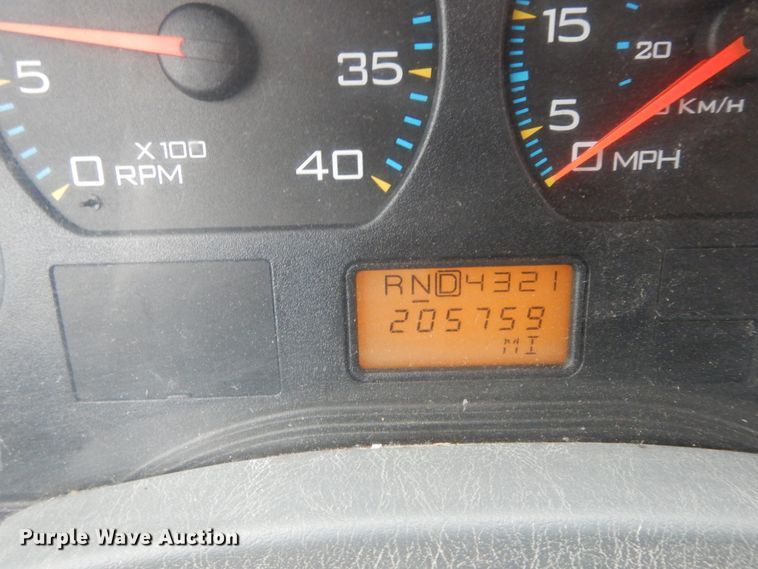 15
20
35
5
5
KM/H
X100
0 RPM
40
0 MPH
RND4321
205759
MI
Purple Wave Auction